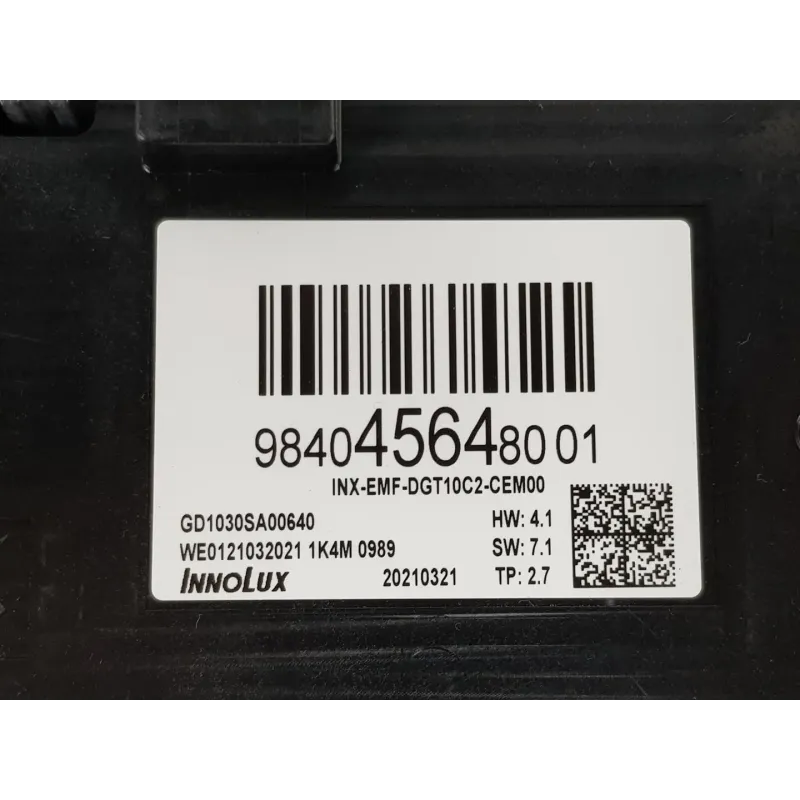 9840456480 01
INX-EMF-DGT10C2-CEM00
GD1030SA00640 HW: 4.1
WE0121032021 1K4M 0989 SW: 7.1
INNOLUX 20210321 TP: 2.7